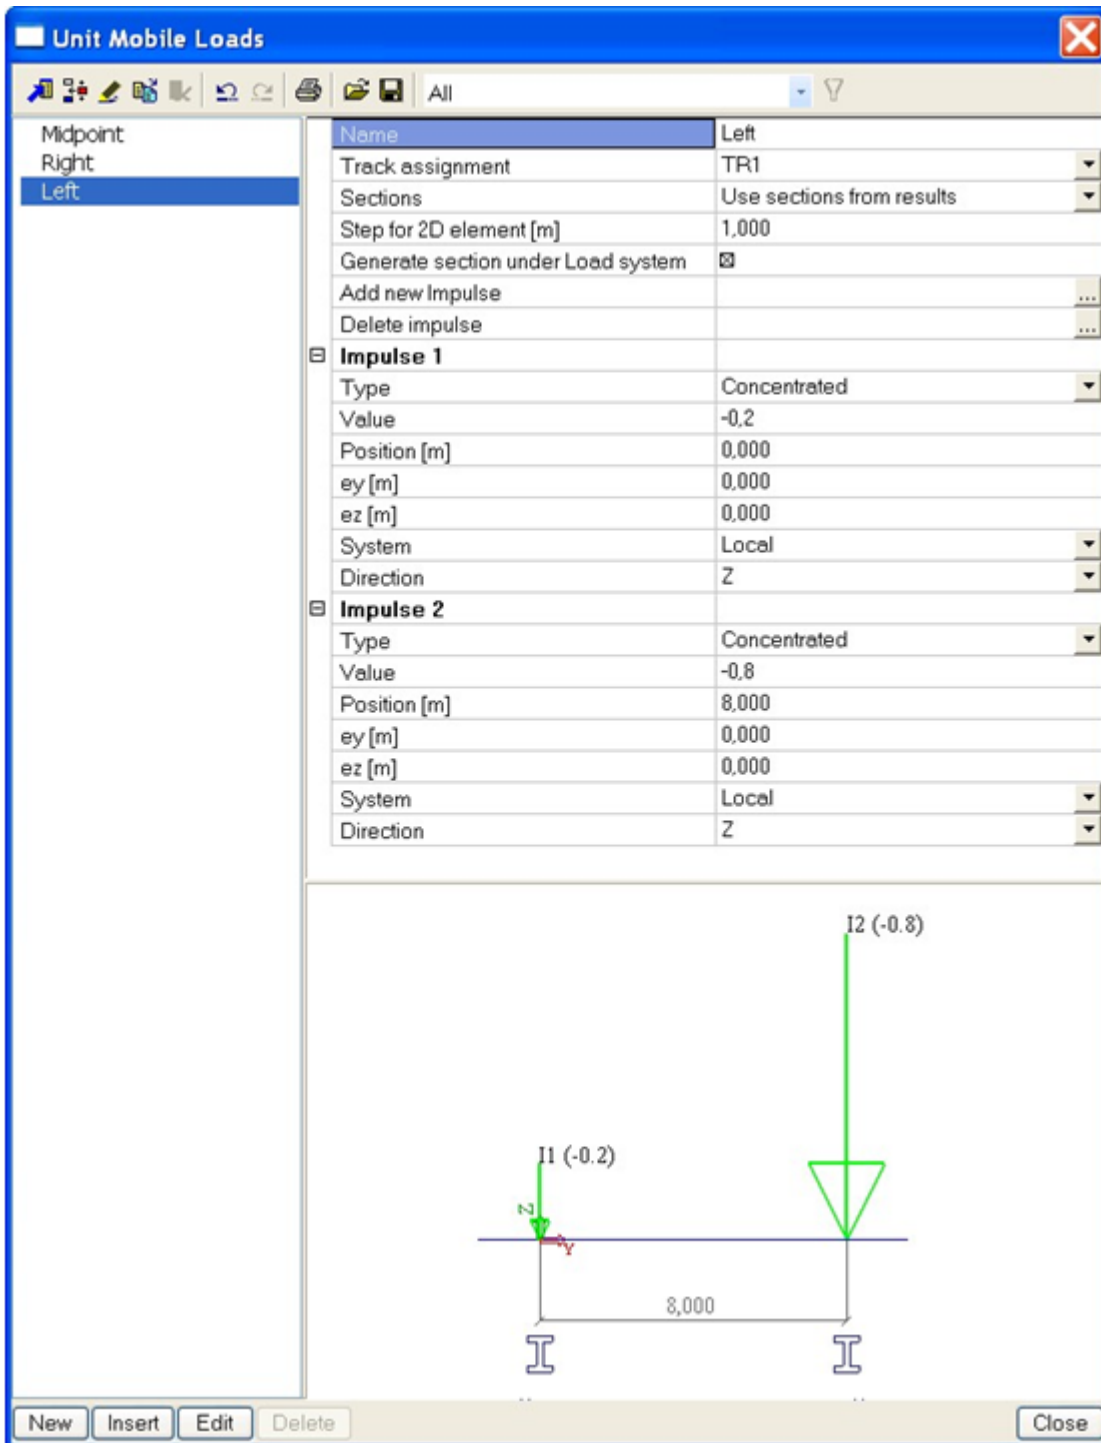 Unit Mobile Loads
All
Midpoint
Right
Left
Name Left
Track assignment TR1
Sections Use sections from results
Step for 2D element [m] 1,000
Generate section under Load system
Add new Impulse ...
Delete impulse ...
Impulse 1
Type Concentrated
Value -0,2
Position [m] 0,000
ey [m] 0,000
ez [m] 0,000
System Local
Direction Z
Impulse 2
Type Concentrated
Value -0,8
Position [m] 8,000
ey [m] 0,000
ez [m] 0,000
System Local
Direction Z
I2 (-0.8)
I1 (-0.2)
Z
Y
8,000
New Insert Edit Delete Close